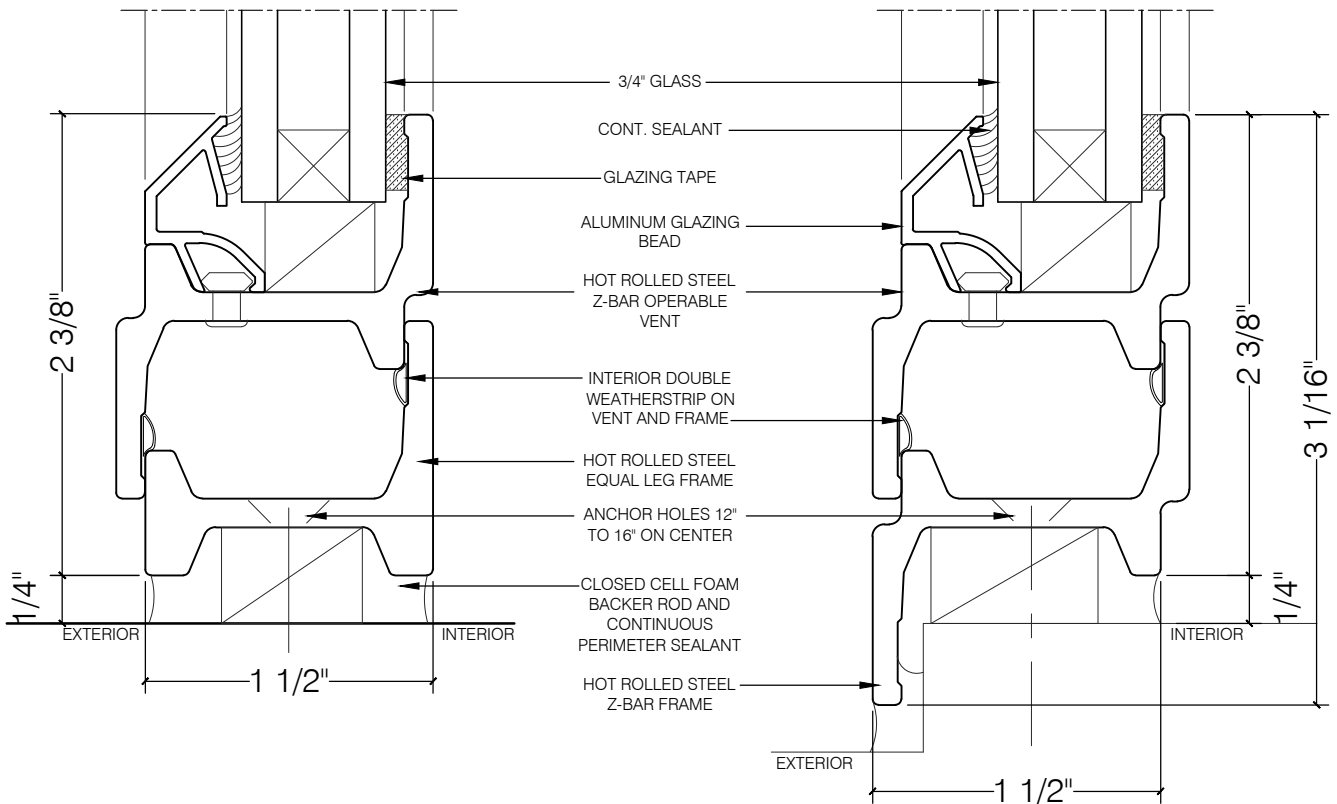 3/4" GLASS
CONT. SEALANT
GLAZING TAPE
ALUMINUM GLAZING
BEAD
HOT ROLLED STEEL
Z-BAR OPERABLE
VENT
INTERIOR DOUBLE
WEATHERSTRIP ON
VENT AND FRAME
HOT ROLLED STEEL
EQUAL LEG FRAME
ANCHOR HOLES 12"
TO 16" ON CENTER
CLOSED CELL FOAM
BACKER ROD AND
CONTINUOUS
PERIMETER SEALANT
HOT ROLLED STEEL
Z-BAR FRAME
2 3/8"
1/4"
EXTERIOR
INTERIOR
1 1/2"
2 3/8"
3 1/16"
1/4"
INTERIOR
EXTERIOR
1 1/2"